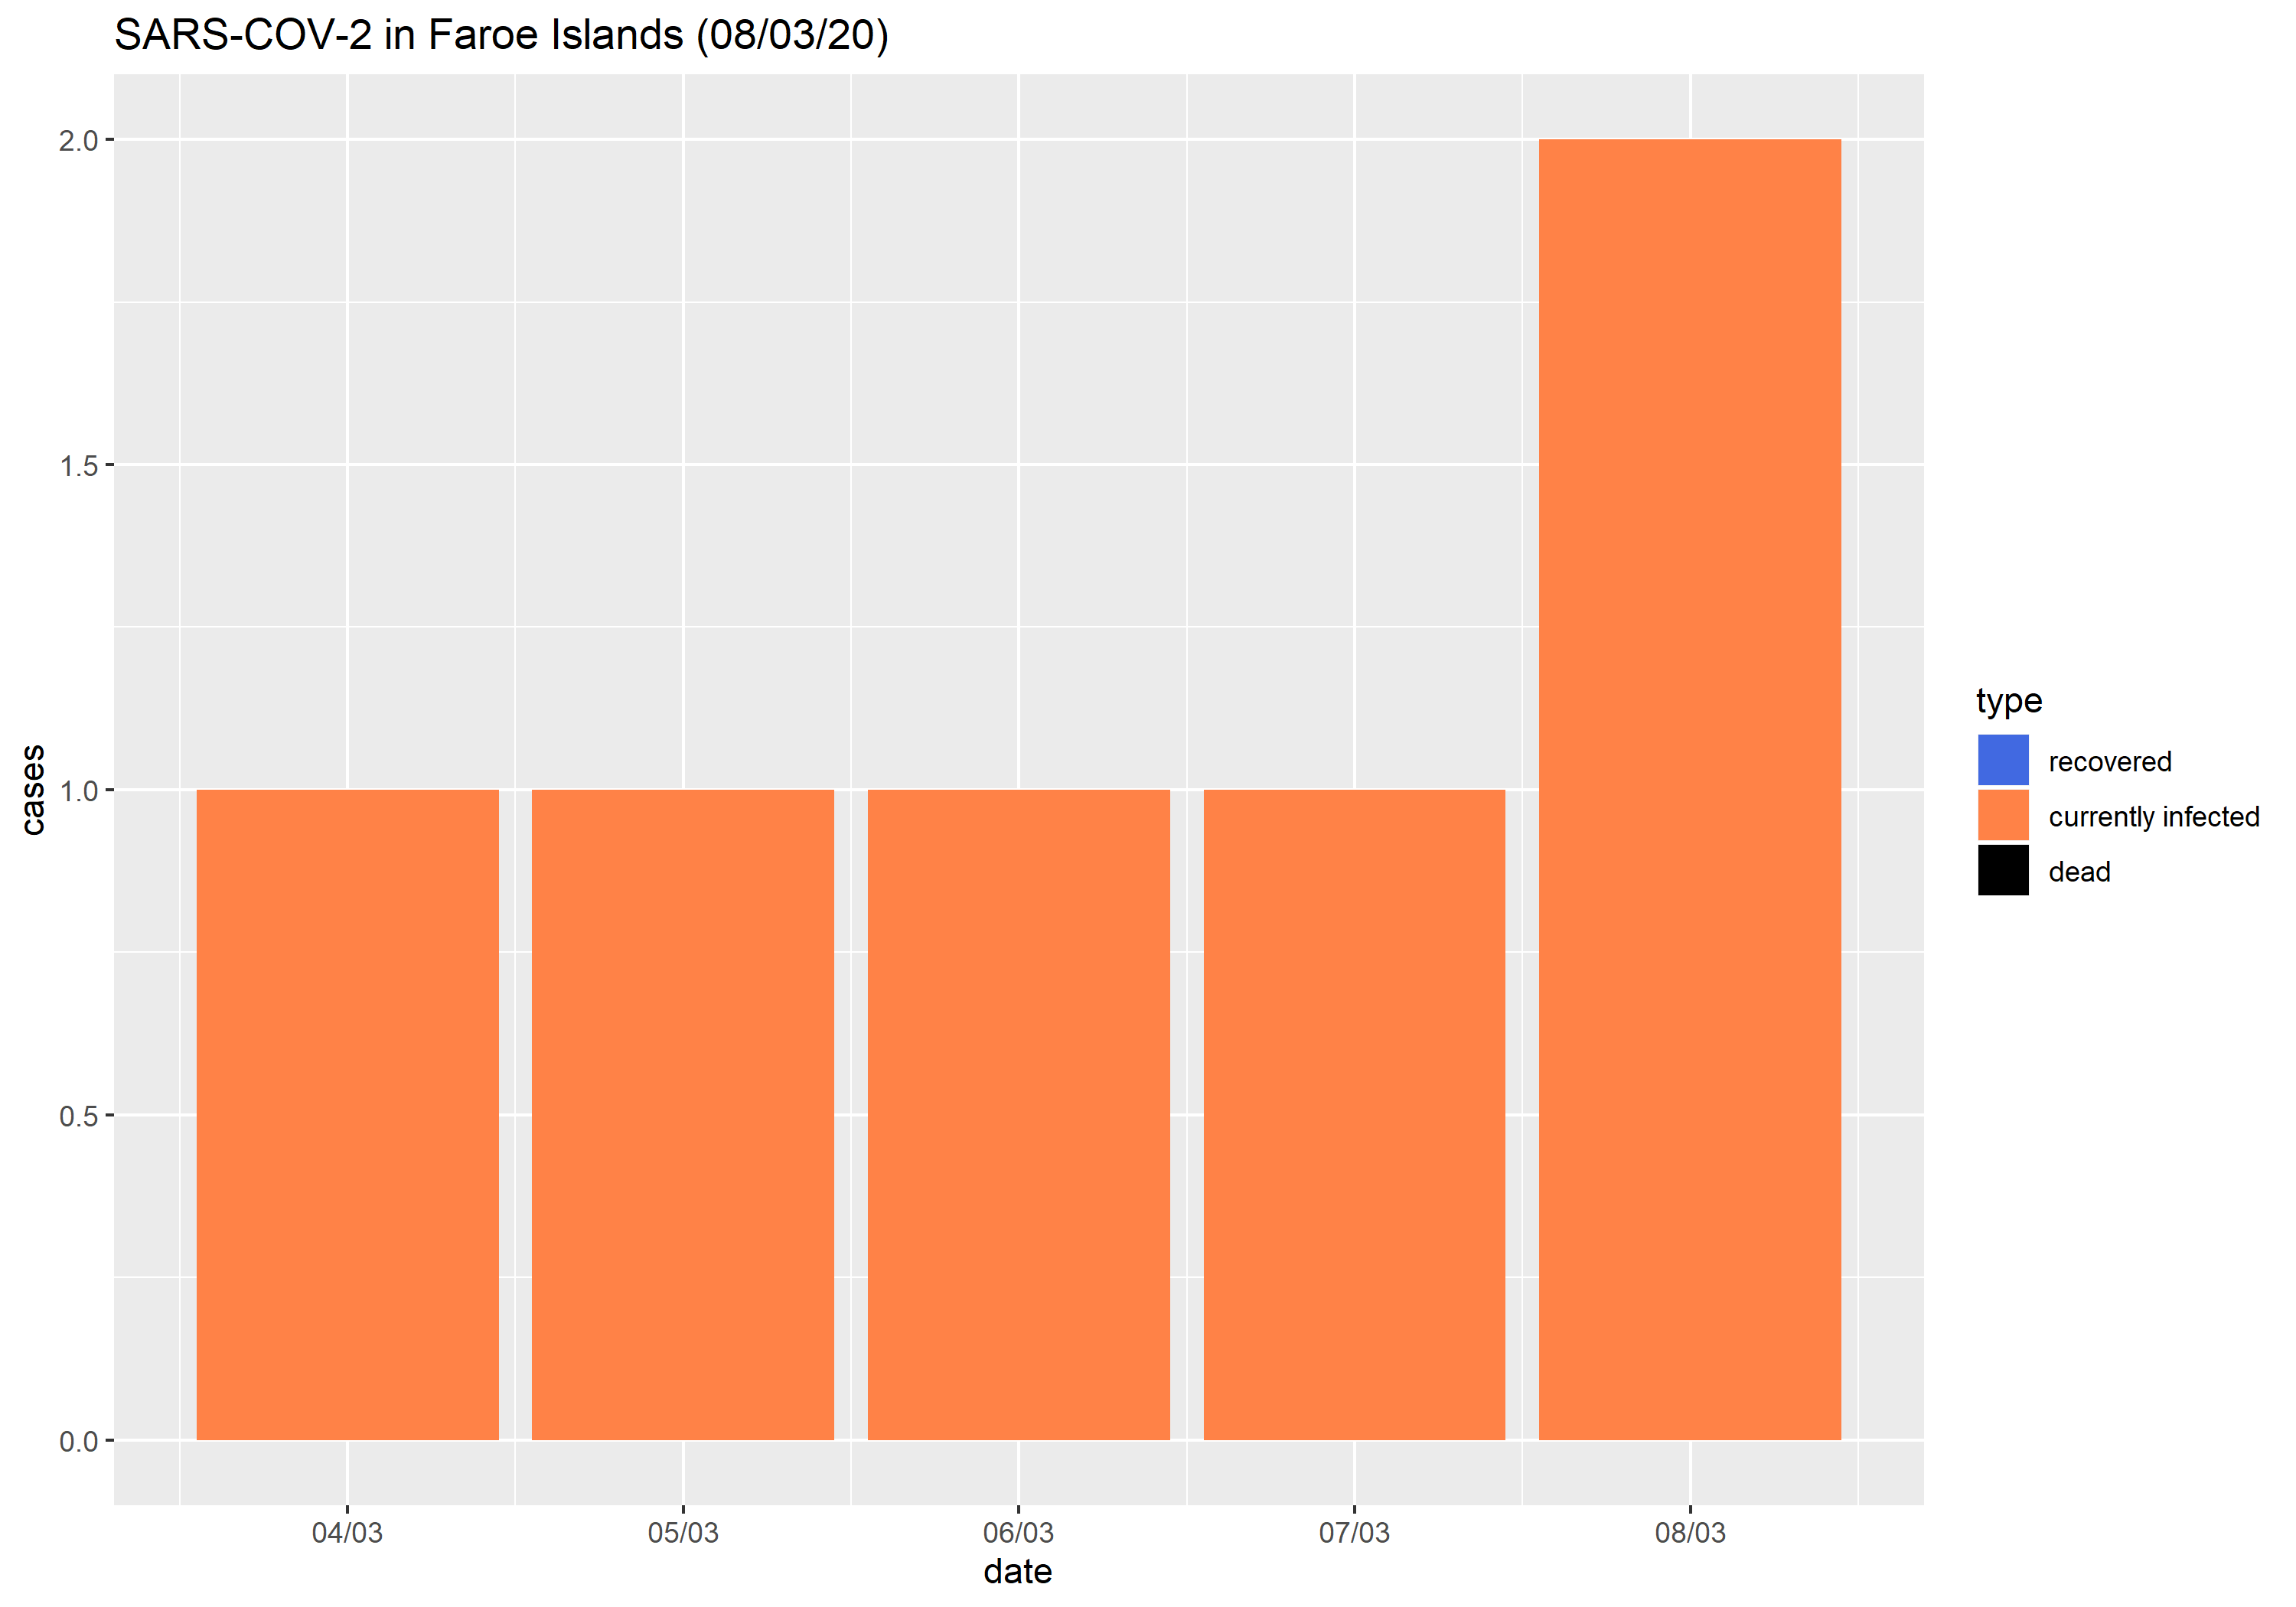 SARS-COV-2 in Faroe Islands (08/03/20)
2.0
1.5
1.0
0.5
0.0
cases
04/03 05/03 06/03 07/03 08/03
date
type
recovered
currently infected
dead